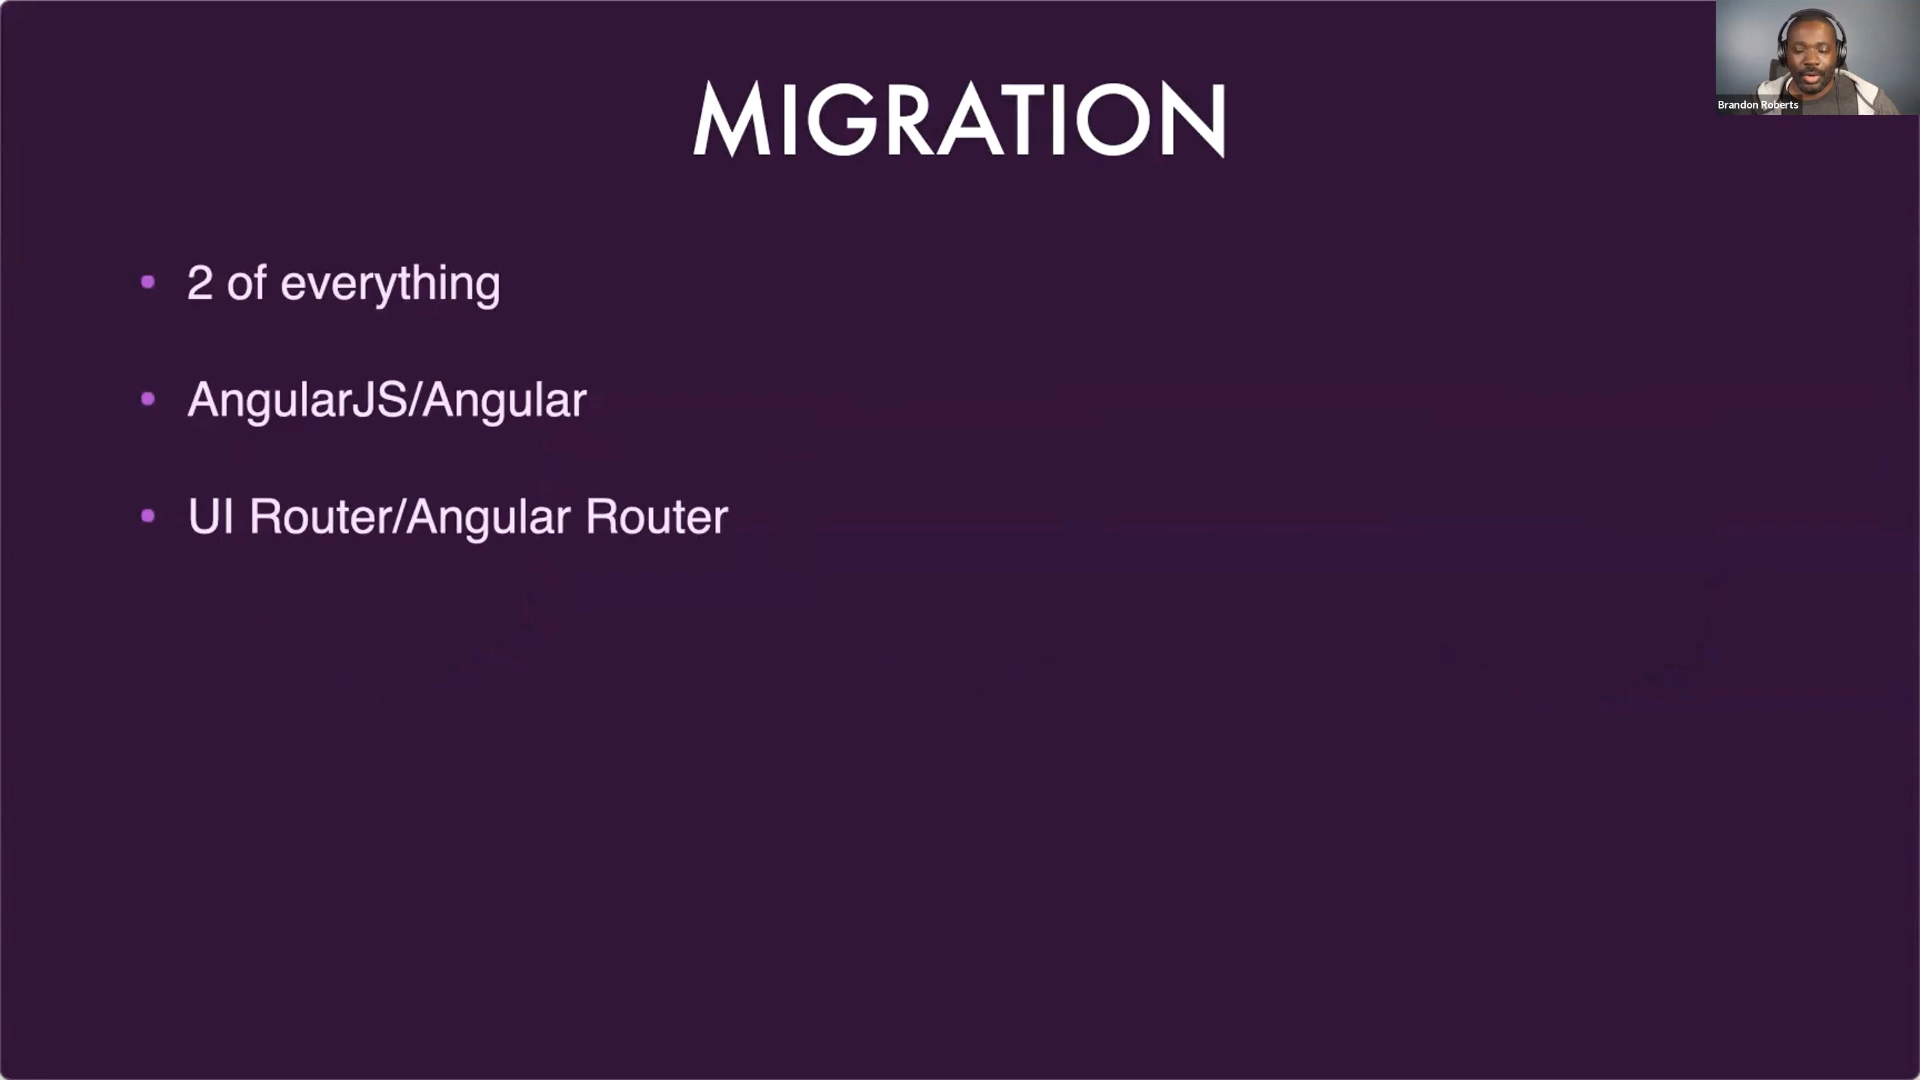 MIGRATION
Brandon Roberts
• 2 of everything
• AngularJS/Angular
• UI Router/Angular Router